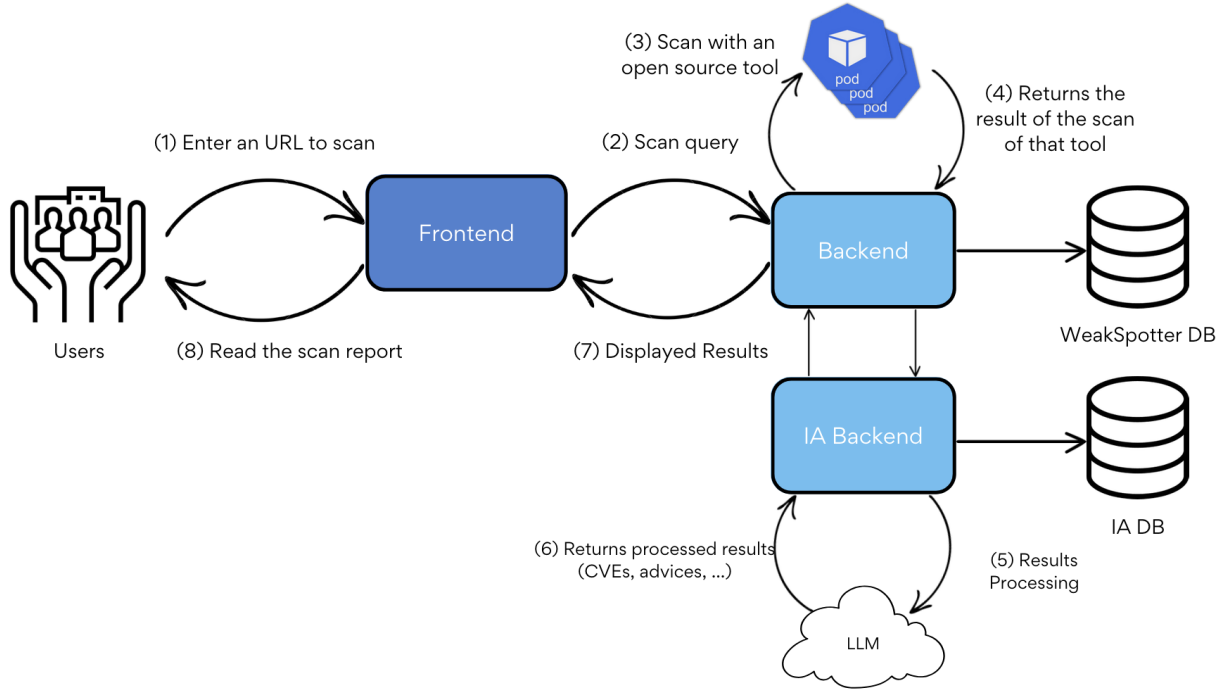 (3) Scan with an
open source tool
pod
pod
pod
(4) Returns the
result of the scan
of that tool
(1) Enter an URL to scan
(2) Scan query
Frontend
Backend
Users
(8) Read the scan report
(7) Displayed Results
WeakSpotter DB
IA Backend
IA DB
(6) Returns processed results
(CVEs, advices, ...)
(5) Results
Processing
LLM